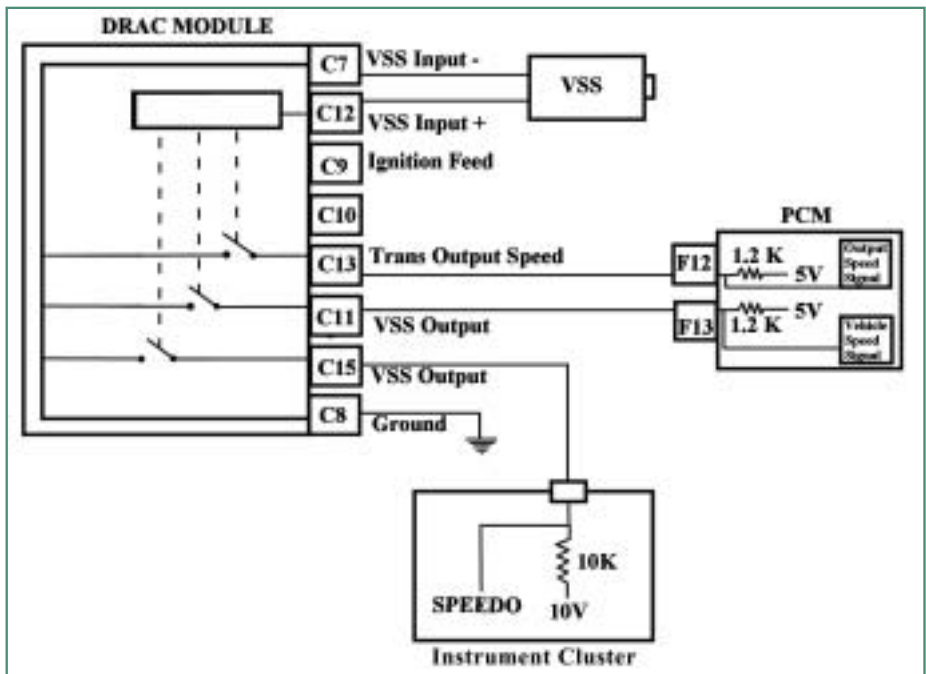 DRAC MODULE
C7 VSS Input -
VSS
C12 VSS Input +
C9 Ignition Feed
C10
PCM
C13 Trans Output Speed
F12 1.2 K 5V Output Speed Signal
C11 VSS Output
F13 1.2 K 5V Vehicle Speed Signal
C15 VSS Output
C8 Ground
10K
SPEEDO 10V
Instrument Cluster